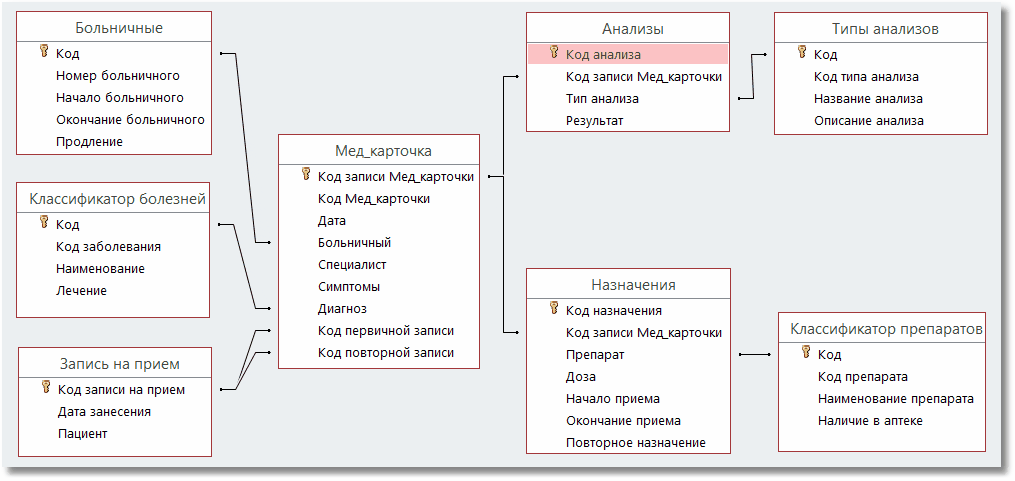 Больничные
Код
Номер больничного
Начало больничного
Окончание больничного
Продление
Классификатор болезней
Код
Код заболевания
Наименование
Лечение
Запись на прием
Код записи на прием
Дата занесения
Пациент
Мед_карточка
Код записи Мед_карточки
Код Мед_карточки
Дата
Больничный
Специалист
Симптомы
Диагноз
Код первичной записи
Код повторной записи
Анализы
Код анализа
Код записи Мед_карточки
Тип анализа
Результат
Назначения
Код назначения
Код записи Мед_карточки
Препарат
Доза
Начало приема
Окончание приема
Повторное назначение
Типы анализов
Код
Код типа анализа
Название анализа
Описание анализа
Классификатор препаратов
Код
Код препарата
Наименование препарата
Наличие в аптеке